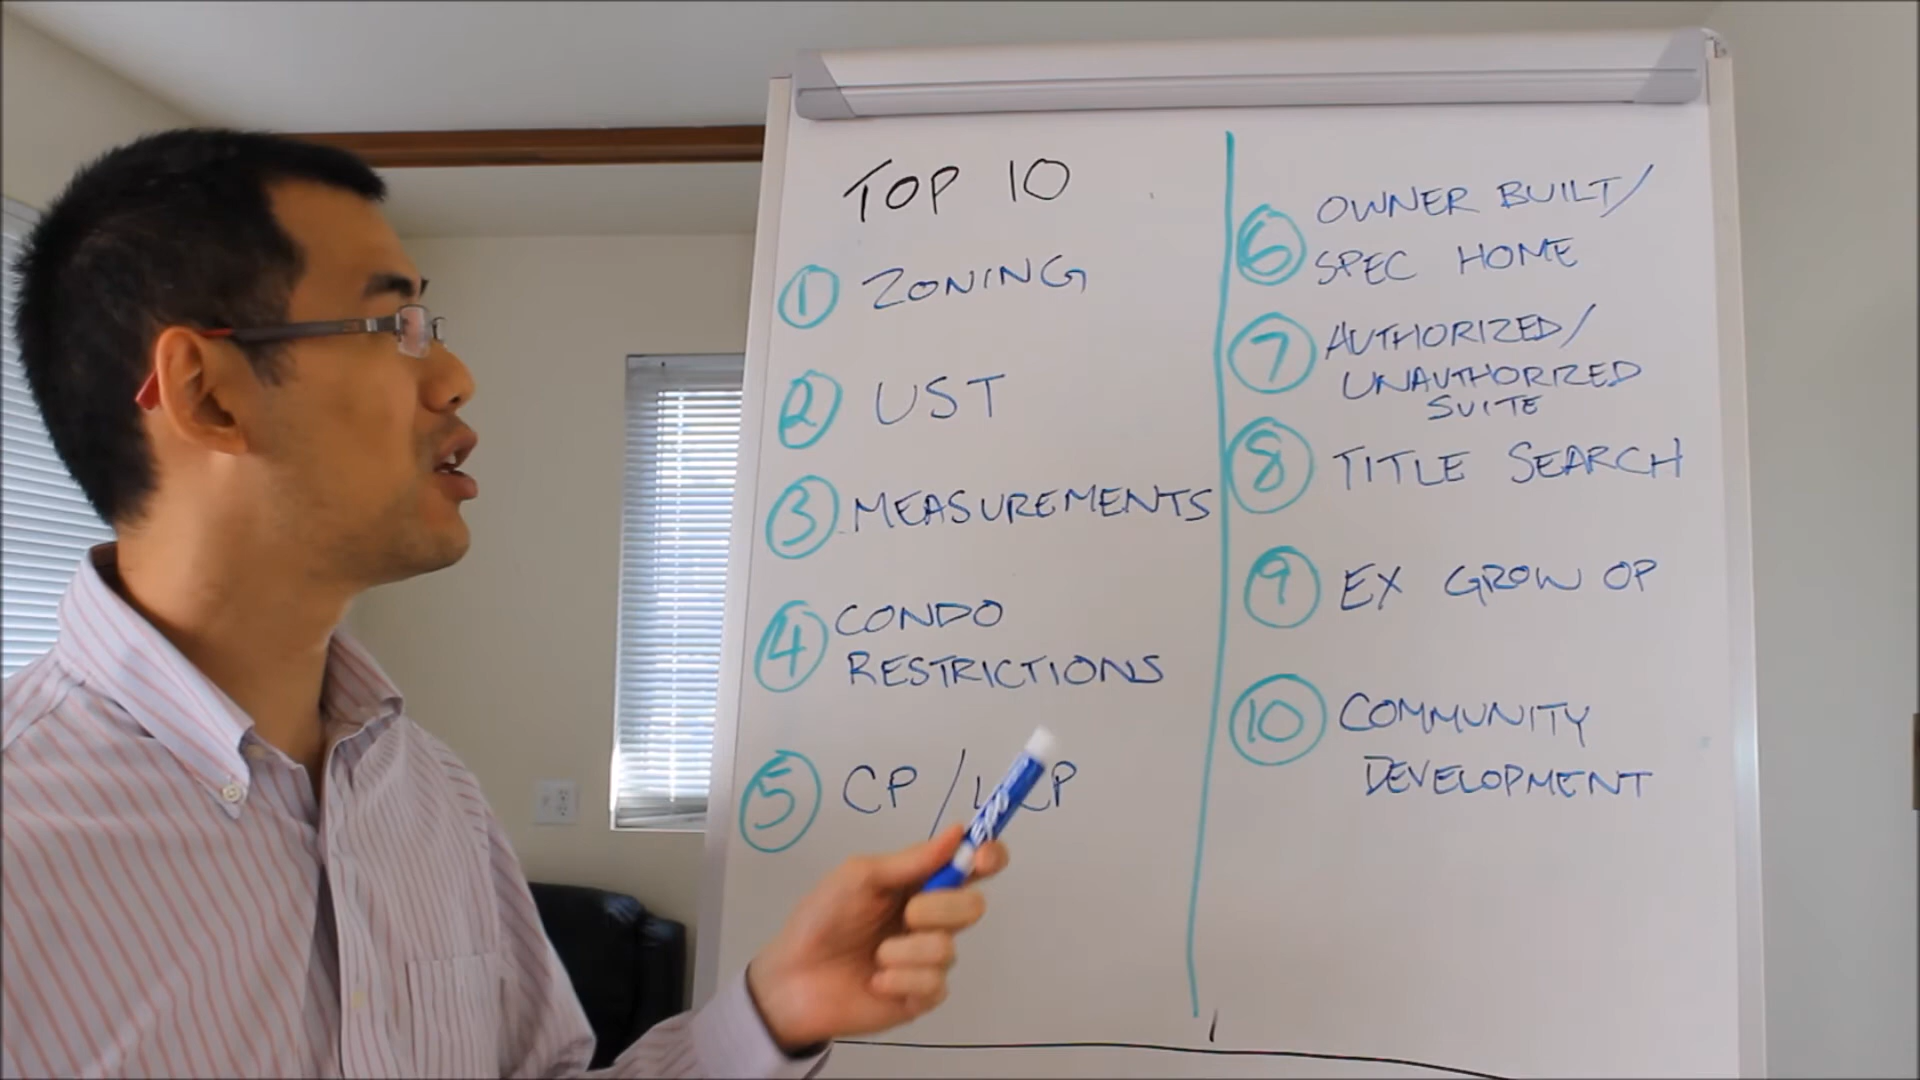 TOP 10
1 ZONING
2 UST
3 MEASUREMENTS
4 CONDO
RESTRICTIONS
5 CP/
6 OWNER BUILT/
SPEC HOME
7 AUTHORIZED/
UNAUTHORIZED
SUITE
8 TITLE SEARCH
9 EX GROW OP
10 COMMUNITY
DEVELOPMENT